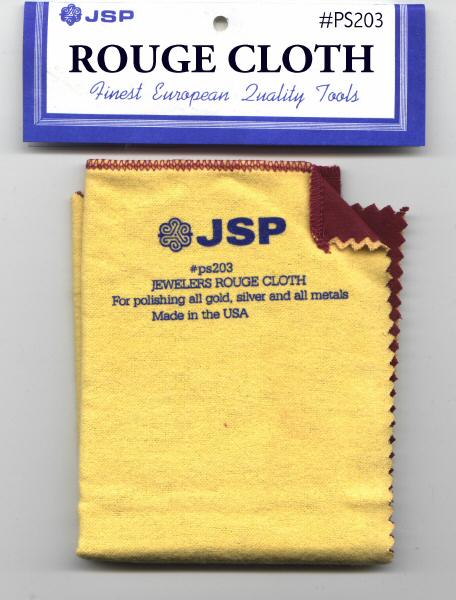 JSP #PS203
ROUGE CLOTH
Finest European Quality Tools
JSP
#ps203
JEWELERS ROUGE CLOTH
For polishing all gold, silver and all metals
Made in the USA